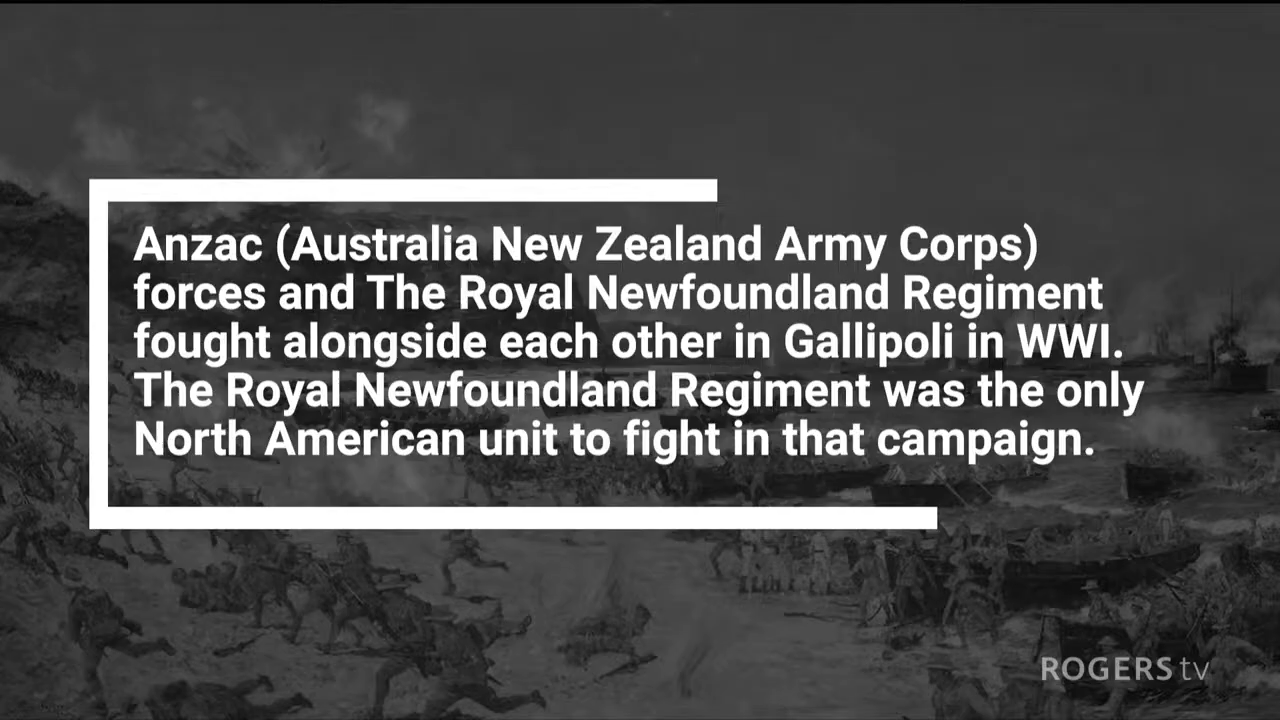 Anzac (Australia New Zealand Army Corps)
forces and The Royal Newfoundland Regiment
fought alongside each other in Gallipoli in WWI.
The Royal Newfoundland Regiment was the only
North American unit to fight in that campaign.
ROGERS tv